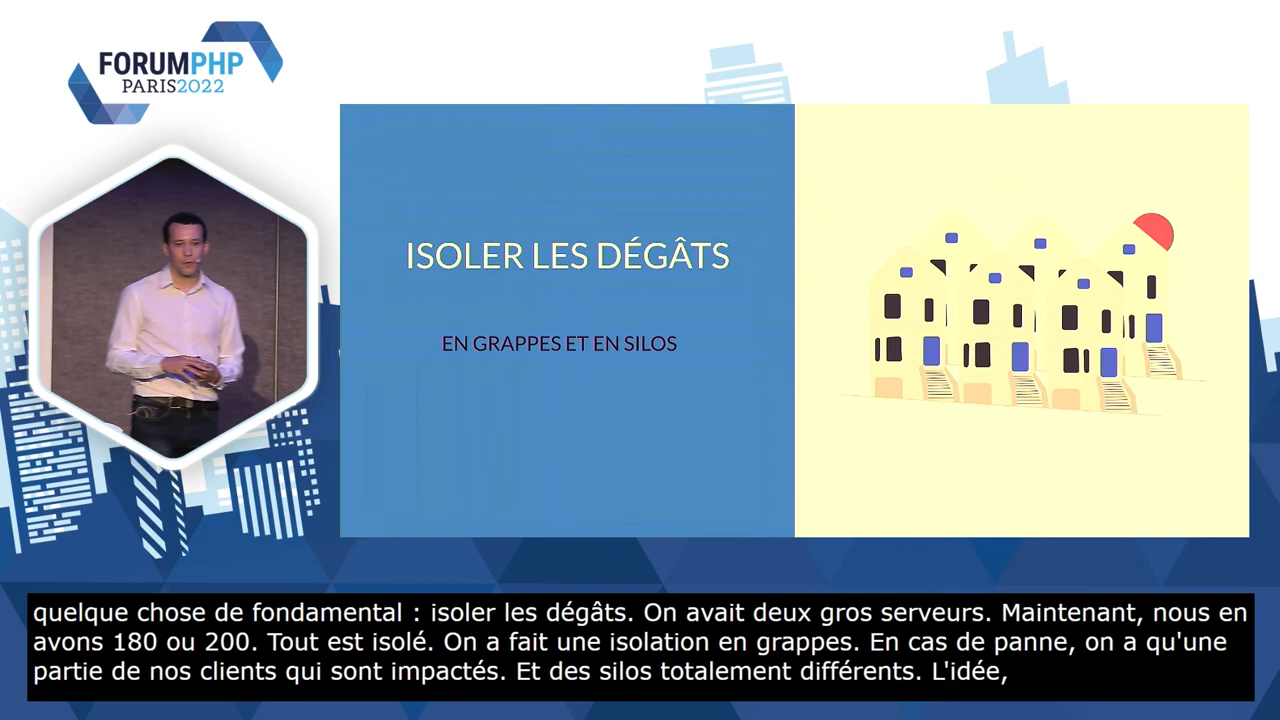 FORUMPHP
PARIS2022
ISOLER LES DÉGÂTS
EN GRAPPES ET EN SILOS
quelque chose de fondamental : isoler les dégâts. On avait deux gros serveurs. Maintenant, nous en
avons 180 ou 200. Tout est isolé. On a fait une isolation en grappes. En cas de panne, on a qu'une
partie de nos clients qui sont impactés. Et des silos totalement différents. L'idée,